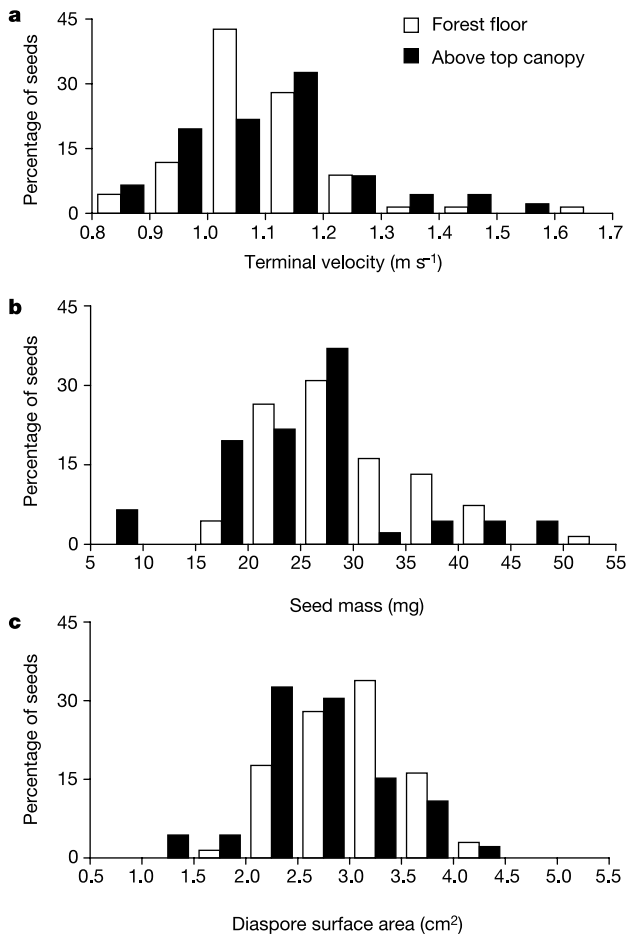 a
Forest floor
Above top canopy
Percentage of seeds
45
30
15
0
0.8 0.9 1.0 1.1 1.2 1.3 1.4 1.5 1.6 1.7
Terminal velocity (m s⁻¹)
b
Percentage of seeds
45
30
15
0
5 10 15 20 25 30 35 40 45 50 55
Seed mass (mg)
c
Percentage of seeds
45
30
15
0
0.5 1.0 1.5 2.0 2.5 3.0 3.5 4.0 4.5 5.0 5.5
Diaspore surface area (cm²)